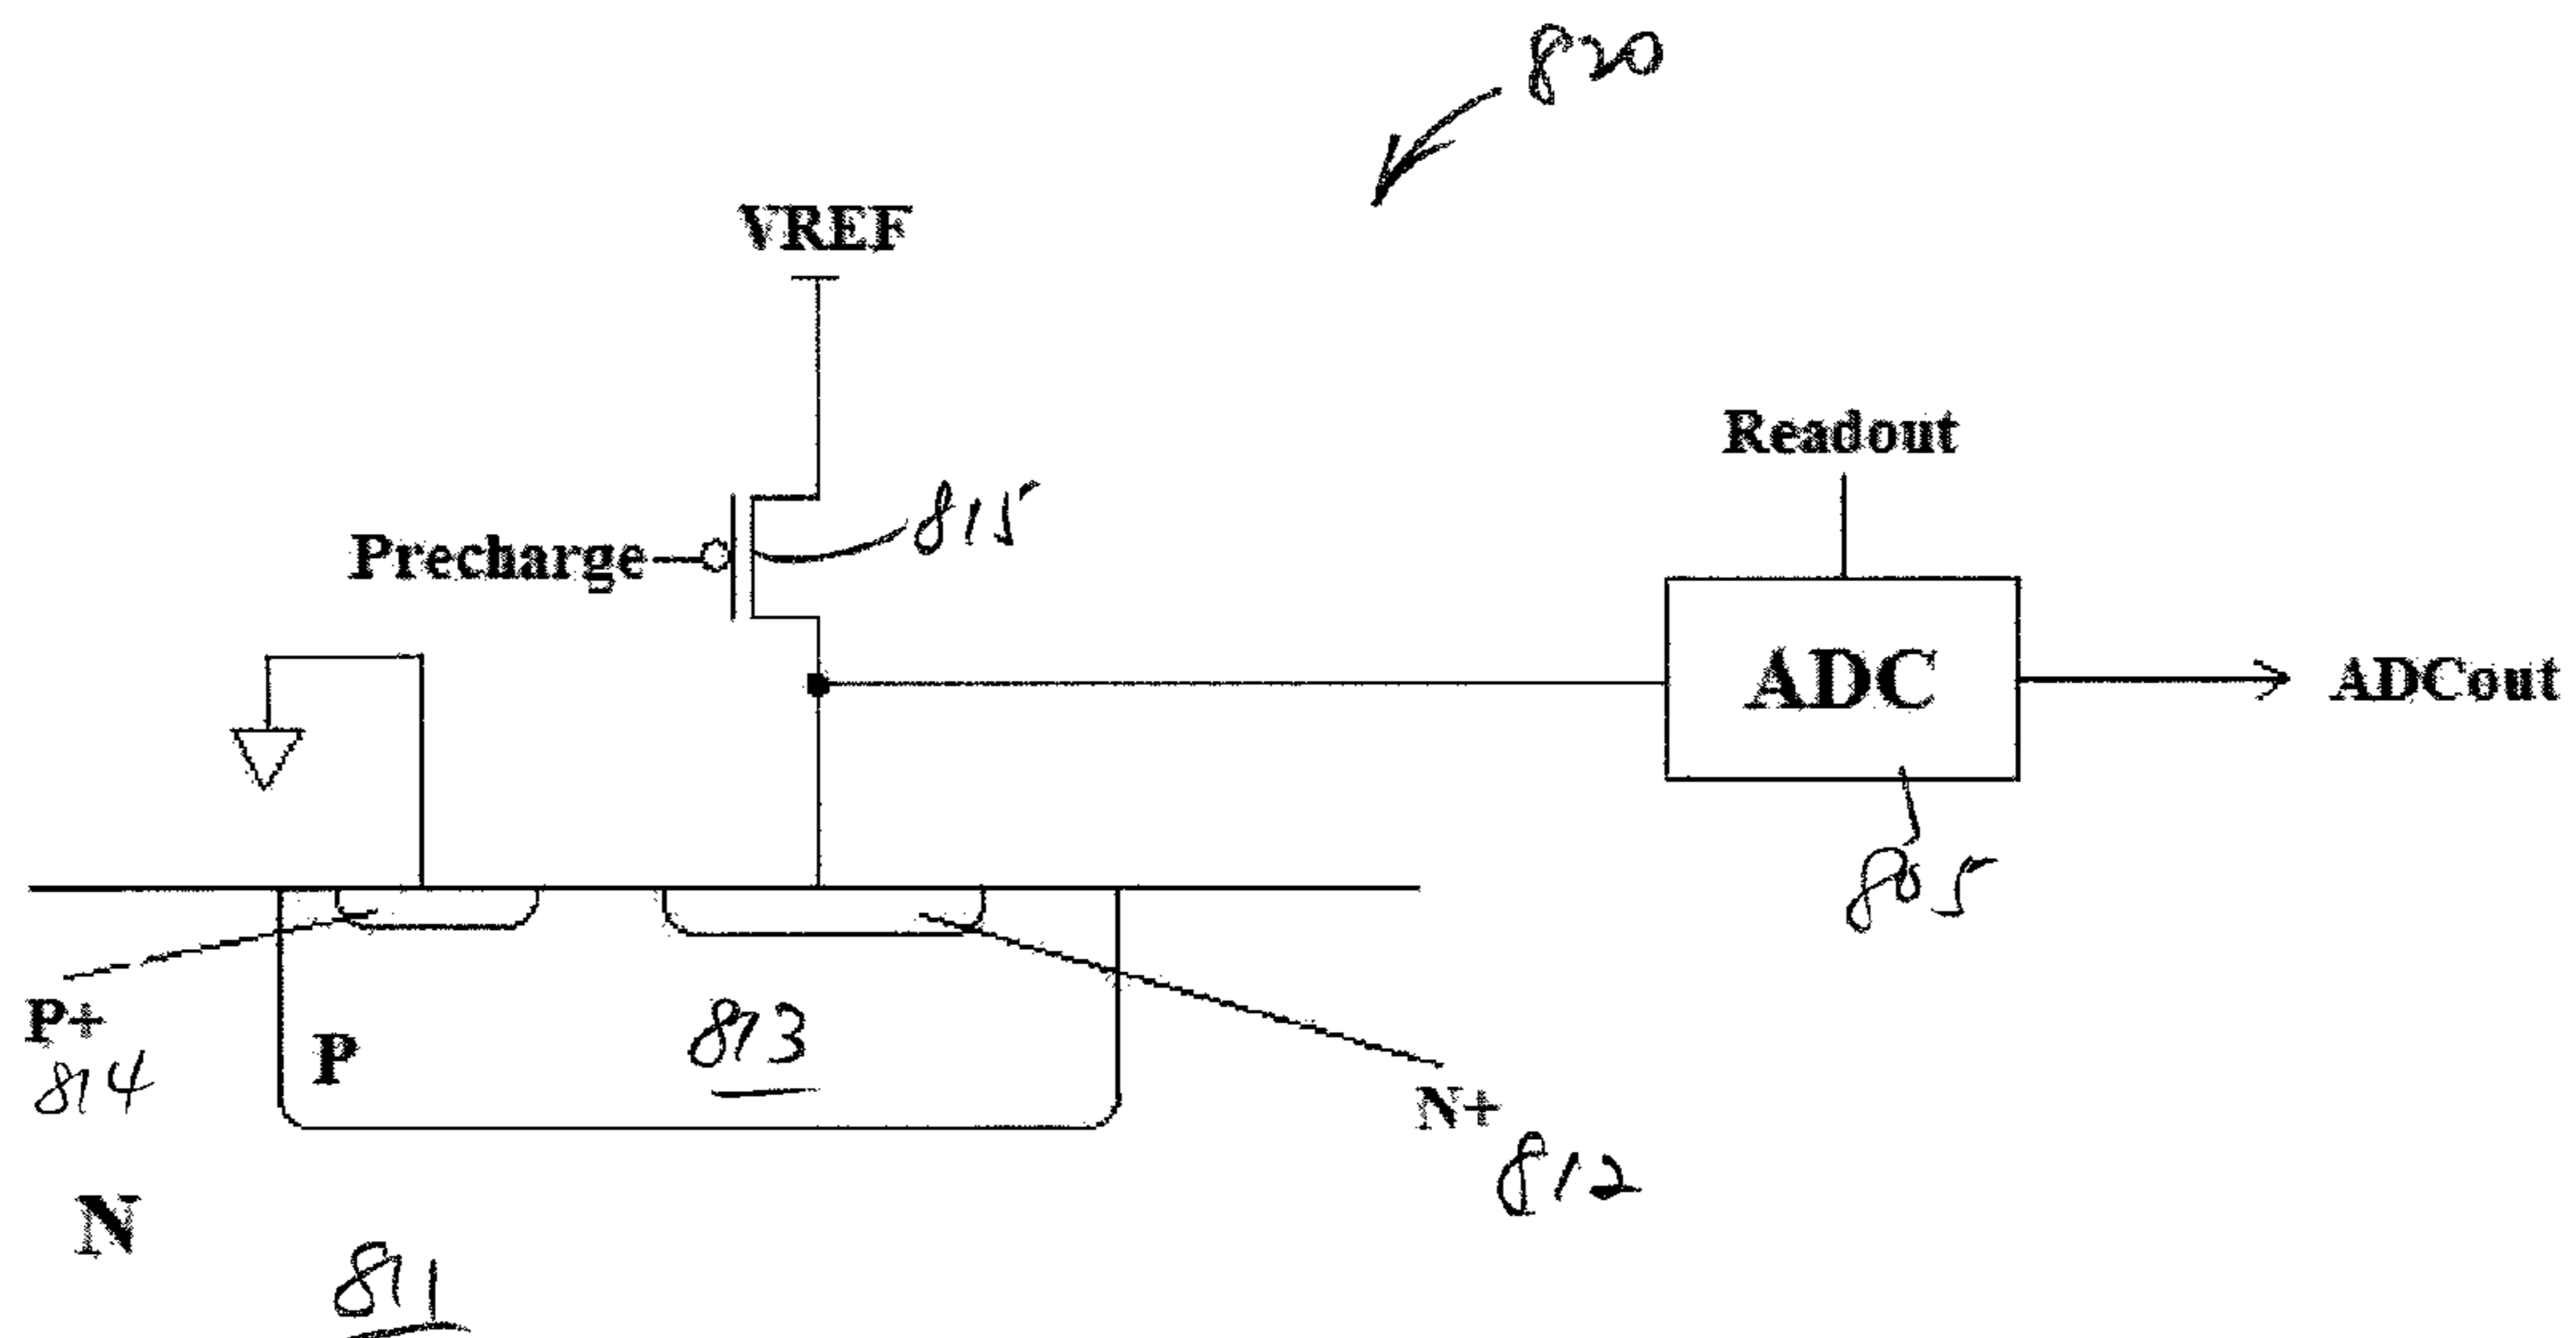 820
VREF
Readout
815
Precharge
ADC
ADCout
805
P+
814
P
813
N+
812
N
811